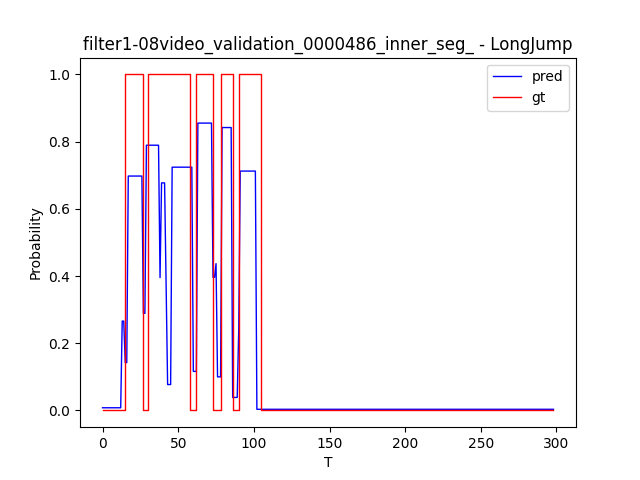 filter1-08video_validation_0000486_inner_seg_ - LongJump
pred
gt
1.0
0.8
0.6
0.4
0.2
0.0
Probability
0 50 100 150 200 250 300
T